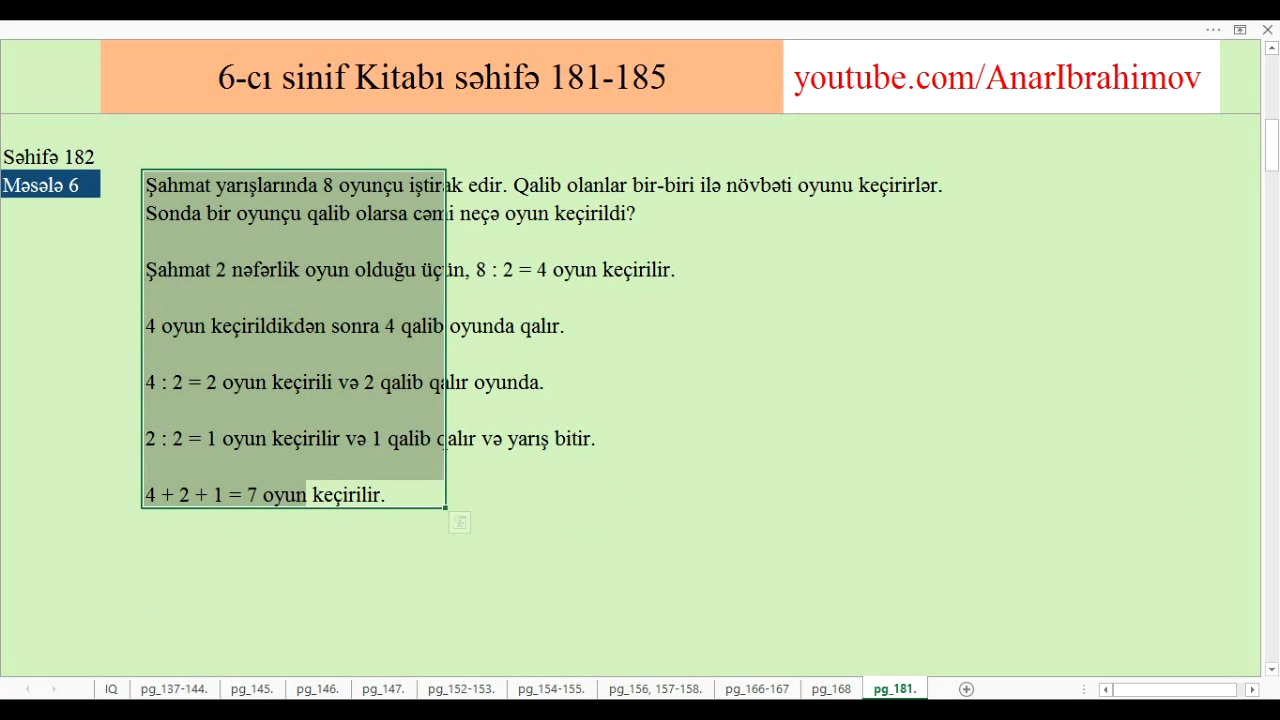 6-cı sinif Kitabı səhifə 181-185
youtube.com/AnarIbrahimov
Səhifə 182
Məsələ 6
Şahmat yarışlarında 8 oyunçu iştirak edir. Qalib olanlar bir-biri ilə növbəti oyunu keçirirlər.
Sonda bir oyunçu qalib olarsa cəmi neçə oyun keçirildi?
Şahmat 2 nəfərlik oyun olduğu üçün, 8 : 2 = 4 oyun keçirilir.
4 oyun keçirildikdən sonra 4 qalib oyunda qalır.
4 : 2 = 2 oyun keçirili və 2 qalib qalır oyunda.
2 : 2 = 1 oyun keçirilir və 1 qalib qalır və yarış bitir.
4 + 2 + 1 = 7 oyun keçirilir.
IQ pg_137-144. pg_145. pg_146. pg_147. pg_152-153. pg_154-155. pg_156, 157-158. pg_166-167 pg_168 pg_181.